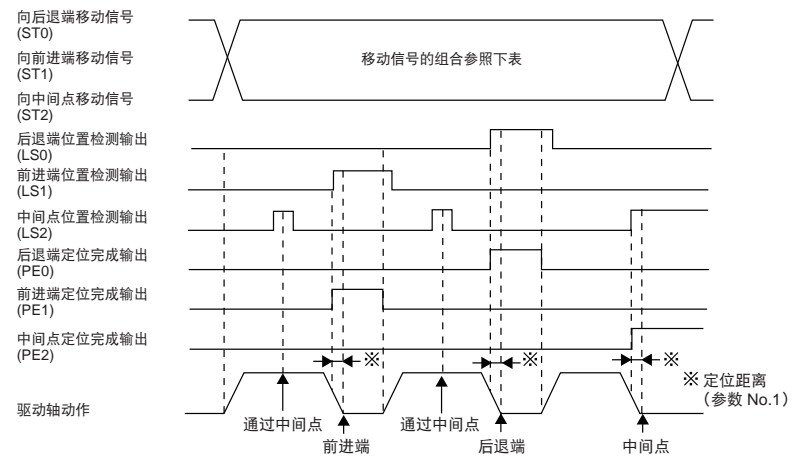 向后退端移动信号
(ST0)
向前进端移动信号
(ST1)
向中间点移动信号
(ST2)
移动信号的组合参照下表
后退端位置检测输出
(LS0)
前进端位置检测输出
(LS1)
中间点位置检测输出
(LS2)
后退端定位完成输出
(PE0)
前进端定位完成输出
(PE1)
中间点定位完成输出
(PE2)
※
※
※
※ 定位距离
（参数 No.1）
驱动轴动作
通过中间点
前进端
通过中间点
后退端
中间点